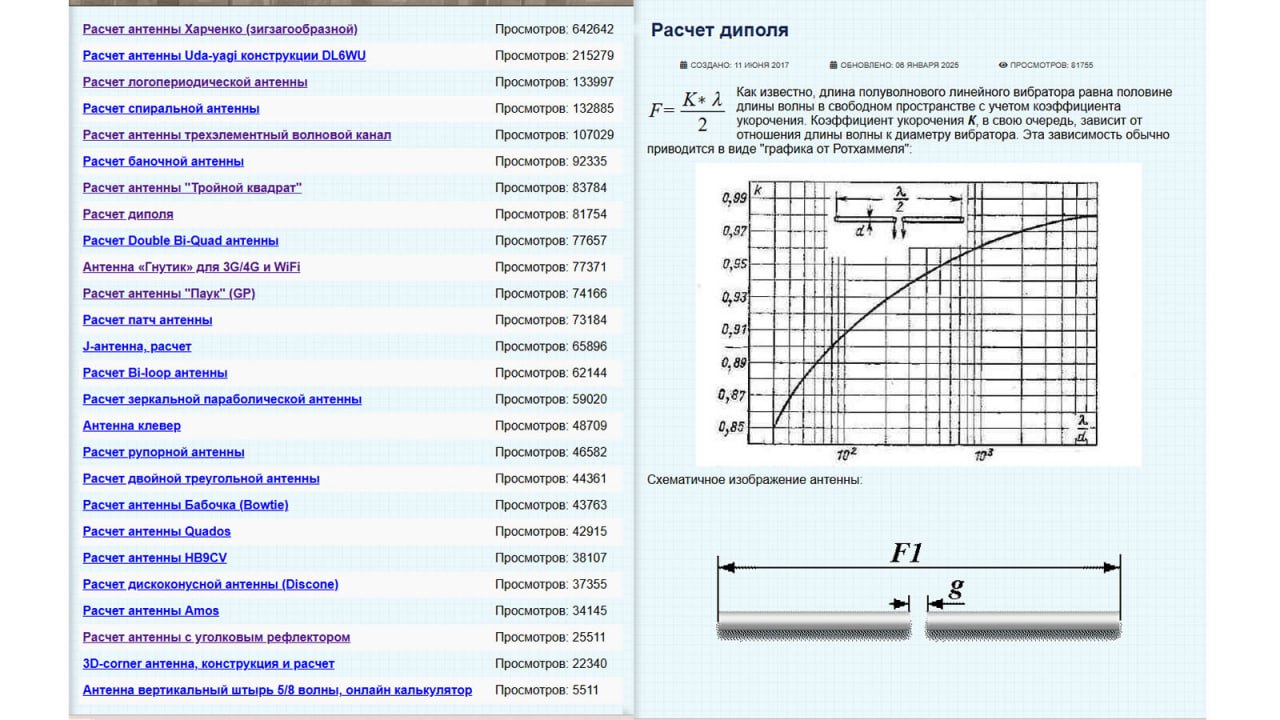 Расчет антенны Харченко (зигзагообразной) Просмотров: 642642
Расчет антенны Uda-yagi конструкции DL6WU Просмотров: 215279
Расчет логопериодической антенны Просмотров: 133997
Расчет спиральной антенны Просмотров: 132885
Расчет антенны трехэлементный волновой канал Просмотров: 107029
Расчет баночной антенны Просмотров: 92335
Расчет антенны "Тройной квадрат" Просмотров: 83784
Расчет диполя Просмотров: 81754
Расчет Double Bi-Quad антенны Просмотров: 77657
Антенна «Гнутик» для 3G/4G и WiFi Просмотров: 77371
Расчет антенны "Паук" (GP) Просмотров: 74166
Расчет патч антенны Просмотров: 73184
J-антенна, расчет Просмотров: 65896
Расчет Bi-loop антенны Просмотров: 62144
Расчет зеркальной параболической антенны Просмотров: 59020
Антенна клевер Просмотров: 48709
Расчет рупорной антенны Просмотров: 46582
Расчет двойной треугольной антенны Просмотров: 44361
Расчет антенны Бабочка (Bowtie) Просмотров: 43763
Расчет антенны Quados Просмотров: 42915
Расчет антенны HB9CV Просмотров: 38107
Расчет дискоконусной антенны (Discone) Просмотров: 37355
Расчет антенны Amos Просмотров: 34145
Расчет антенны с уголковым рефлектором Просмотров: 25511
3D-corner антенна, конструкция и расчет Просмотров: 22340
Антенна вертикальный штырь 5/8 волны, онлайн калькулятор Просмотров: 5511
Расчет диполя
СОЗДАНО: 11 ИЮНЯ 2017 ОБНОВЛЕНО: 06 ЯНВАРЯ 2025 ПРОСМОТРОВ: 81755
F= K* λ
2
Как известно, длина полуволнового линейного вибратора равна половине
длины волны в свободном пространстве с учетом коэффициента
укорочения. Коэффициент укорочения K, в свою очередь, зависит от
отношения длины волны к диаметру вибратора. Эта зависимость обычно
приводится в виде "графика от Ротхаммеля":
k
λ
2
d
0,99
0,97
0,95
0,93
0,91
0,89
0,87
0,85
λ
d
10² 10³
Схематичное изображение антенны:
F1
g